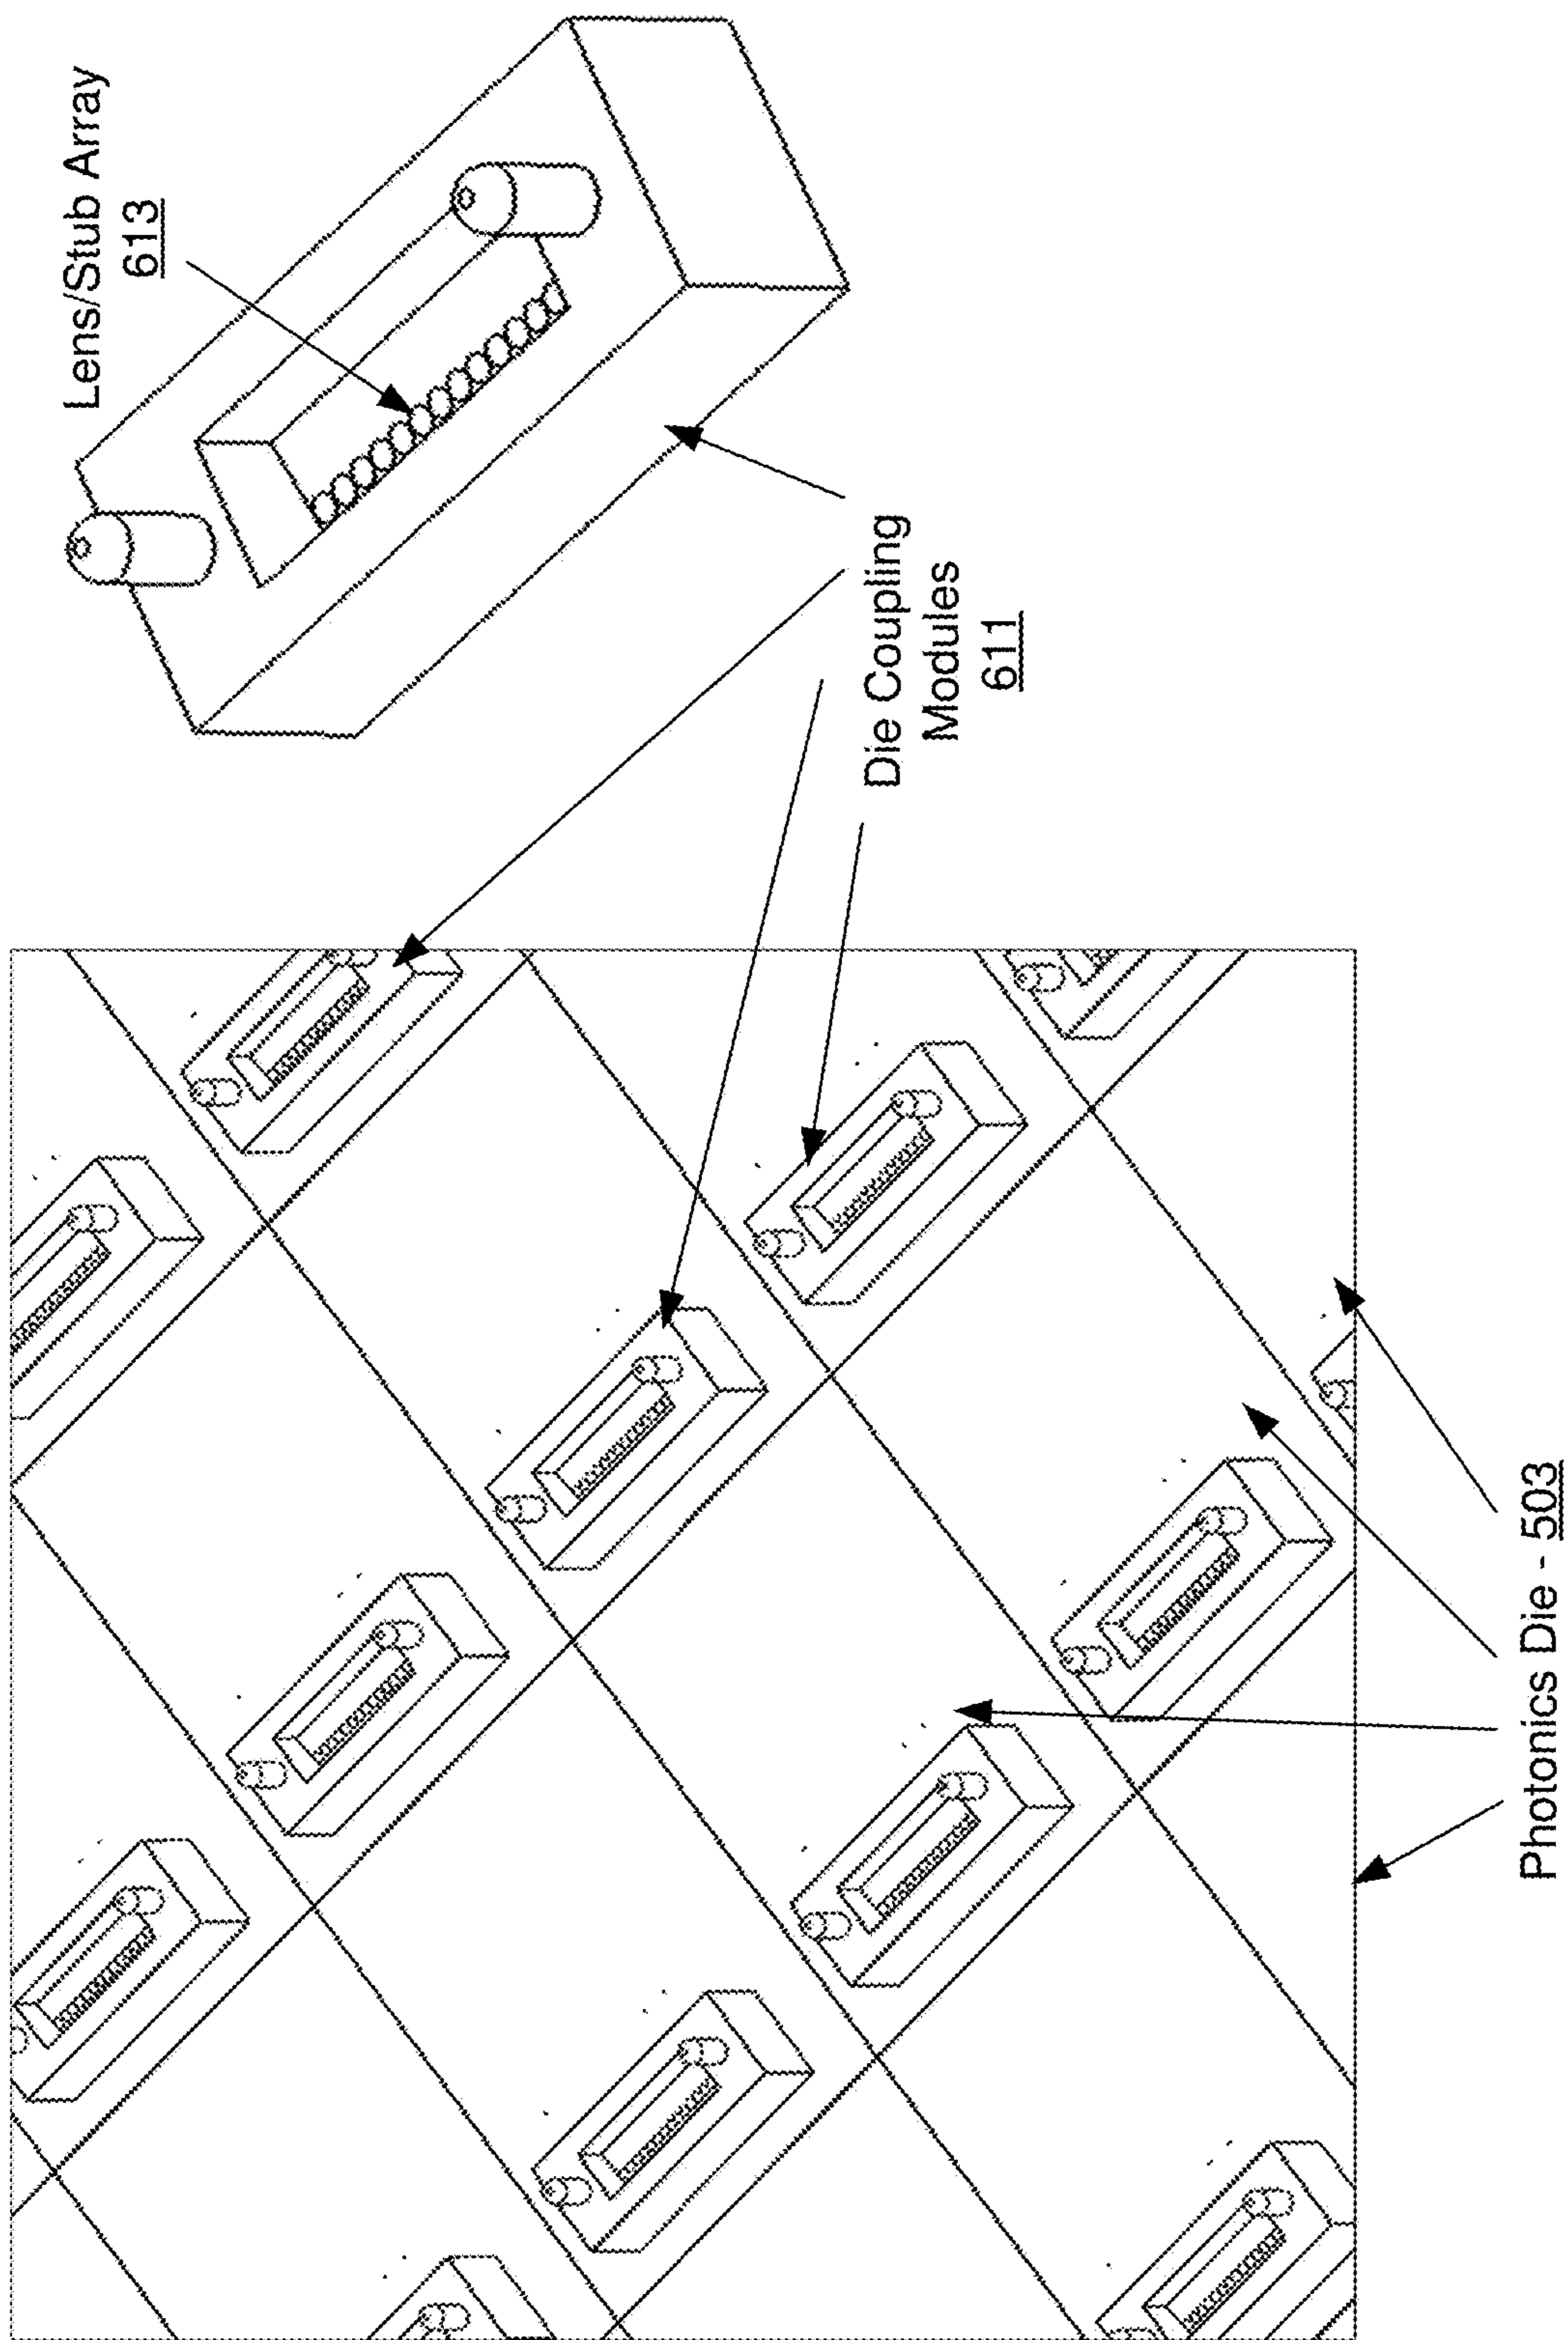 Lens/Stub Array
613
Die Coupling
Modules
611
Photonics Die - 503